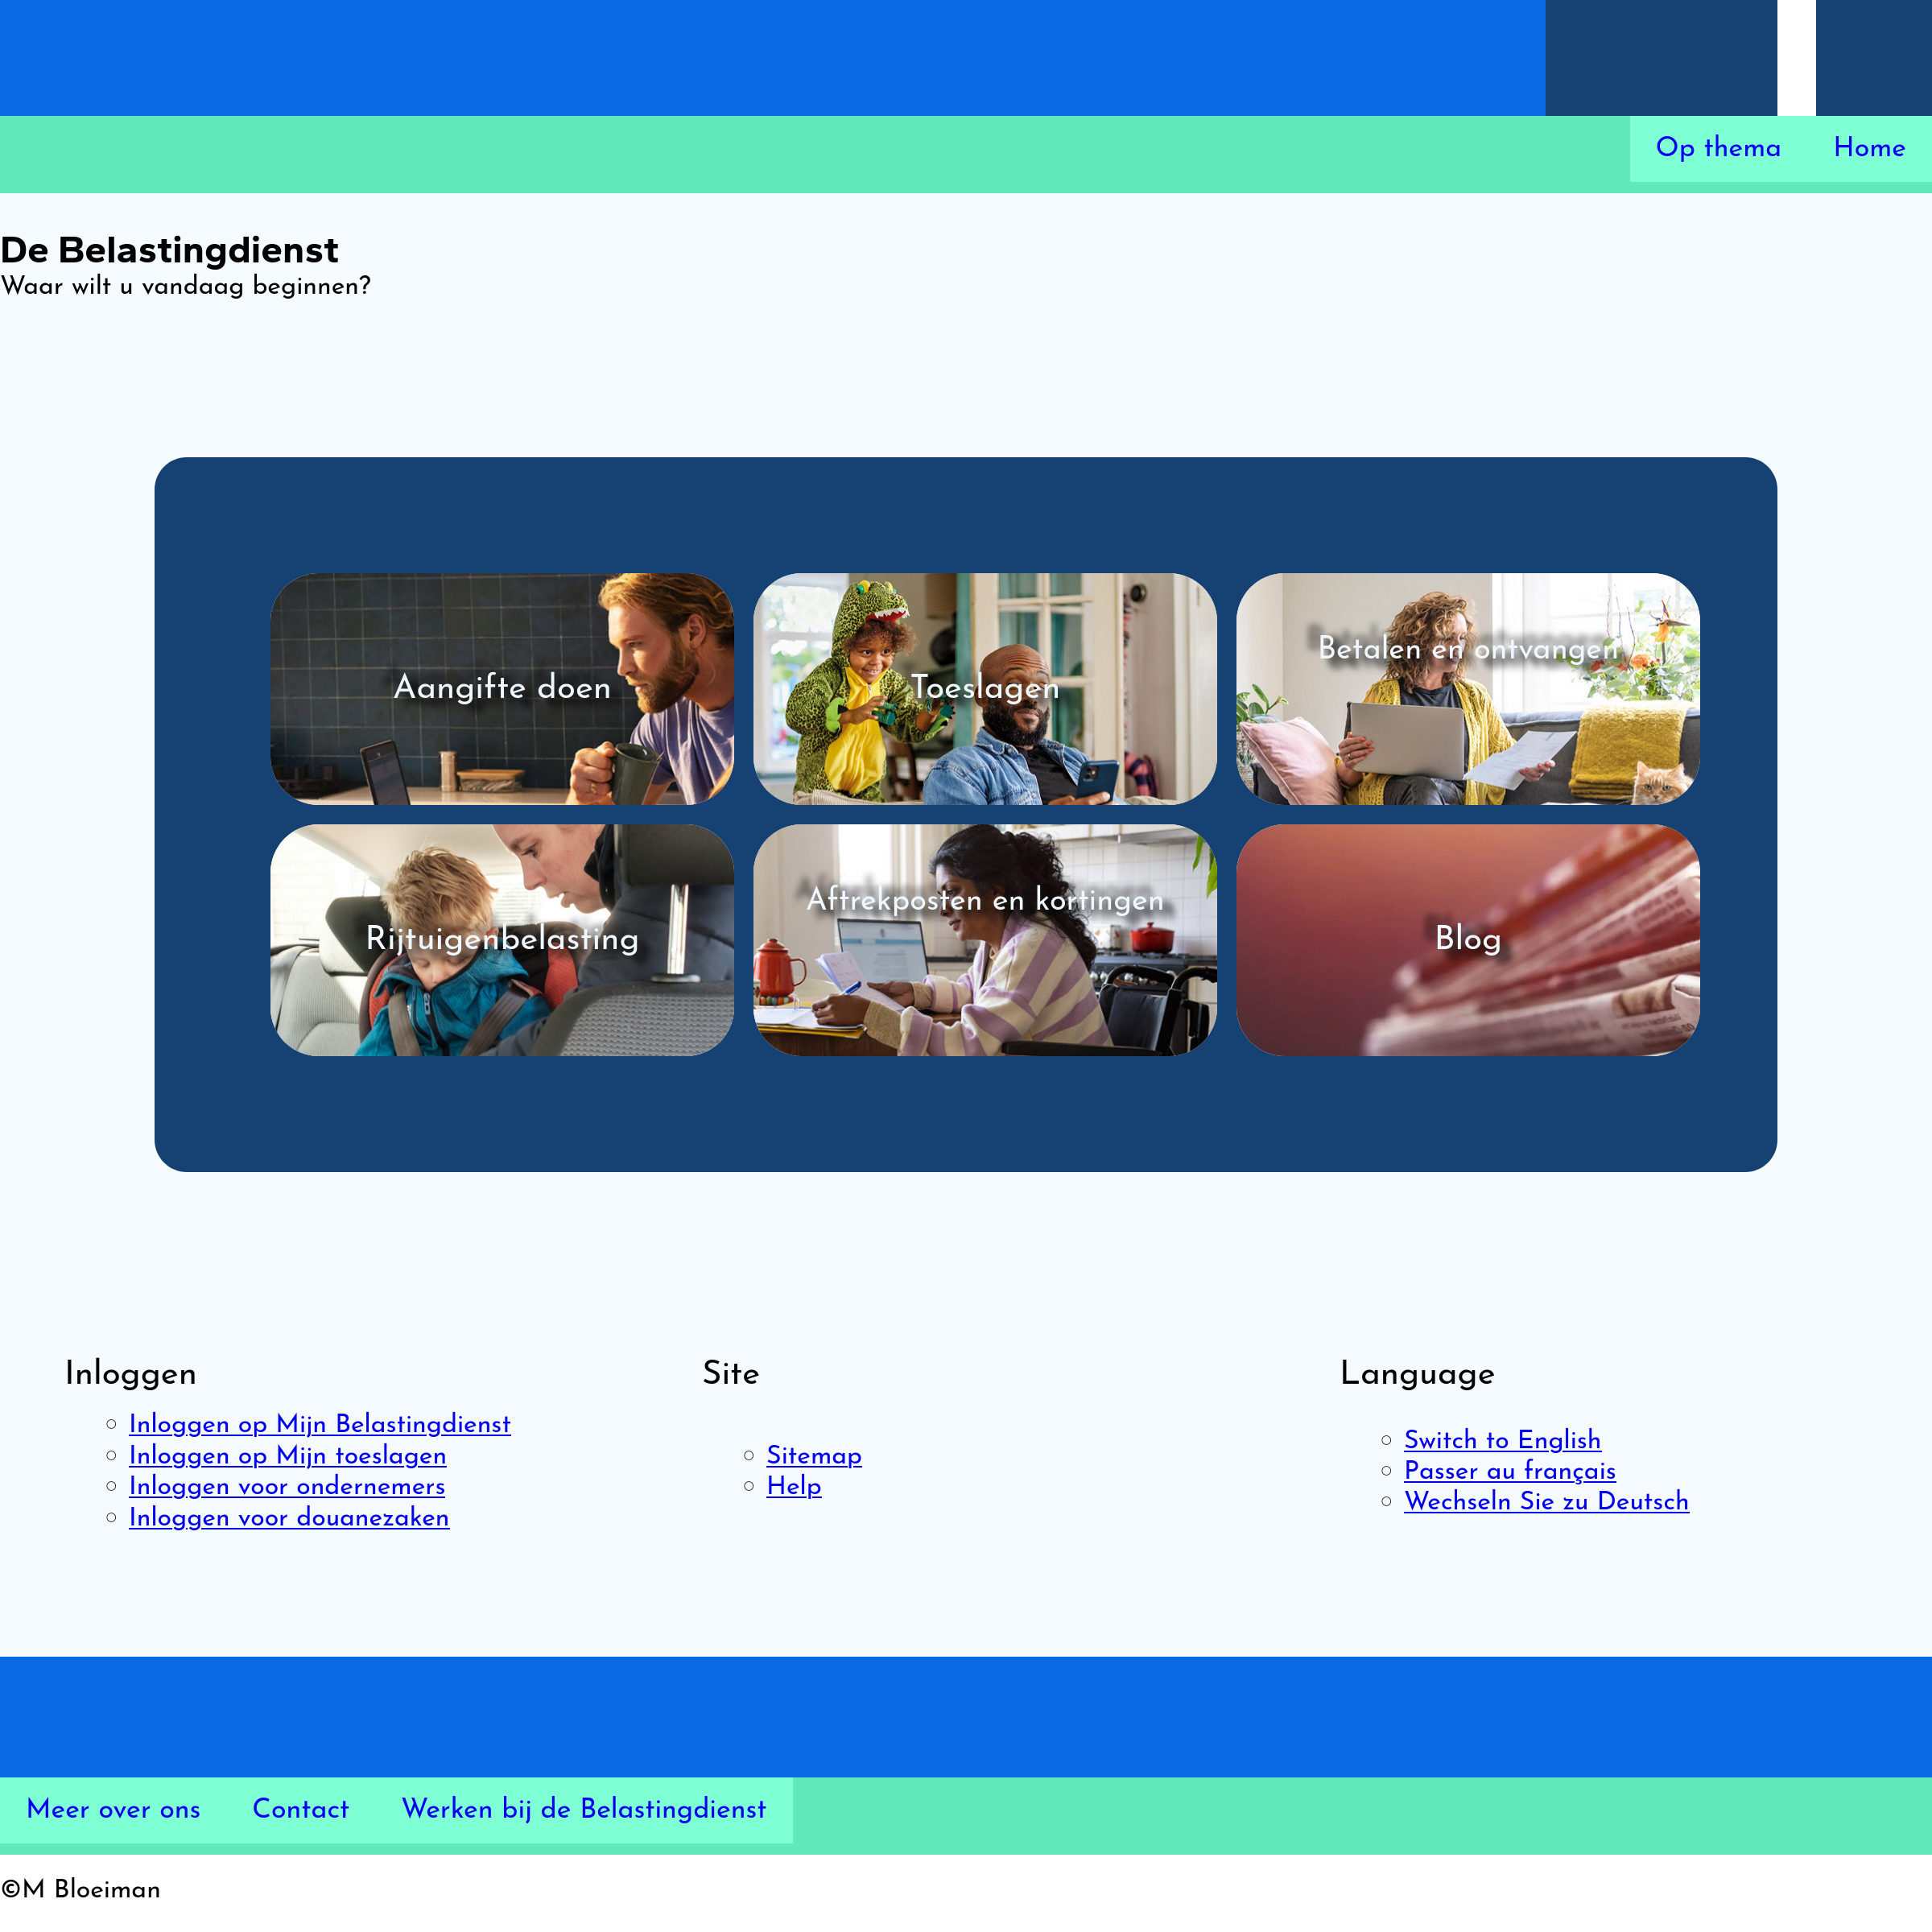 Op thema Home
De Belastingdienst
Waar wilt u vandaag beginnen?
Aangifte doen
Toeslagen
Betalen en ontvangen
Rijtuigenbelasting
Aftrekposten en kortingen
Blog
Inloggen
Inloggen op Mijn Belastingdienst
Inloggen op Mijn toeslagen
Inloggen voor ondernemers
Inloggen voor douanezaken
Site
Sitemap
Help
Language
Switch to English
Passer au français
Wechseln Sie zu Deutsch
Meer over ons Contact Werken bij de Belastingdienst
©M Bloeiman